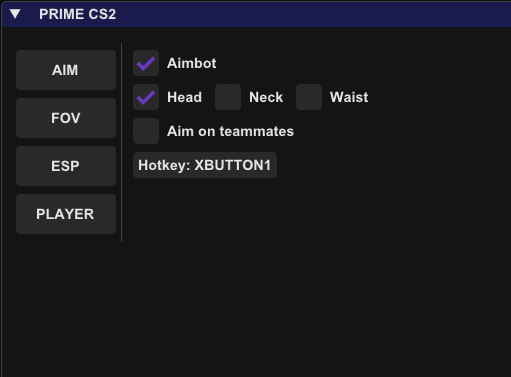 PRIME CS2
AIM
FOV
ESP
PLAYER
Aimbot
Head Neck Waist
Aim on teammates
Hotkey: XBUTTON1